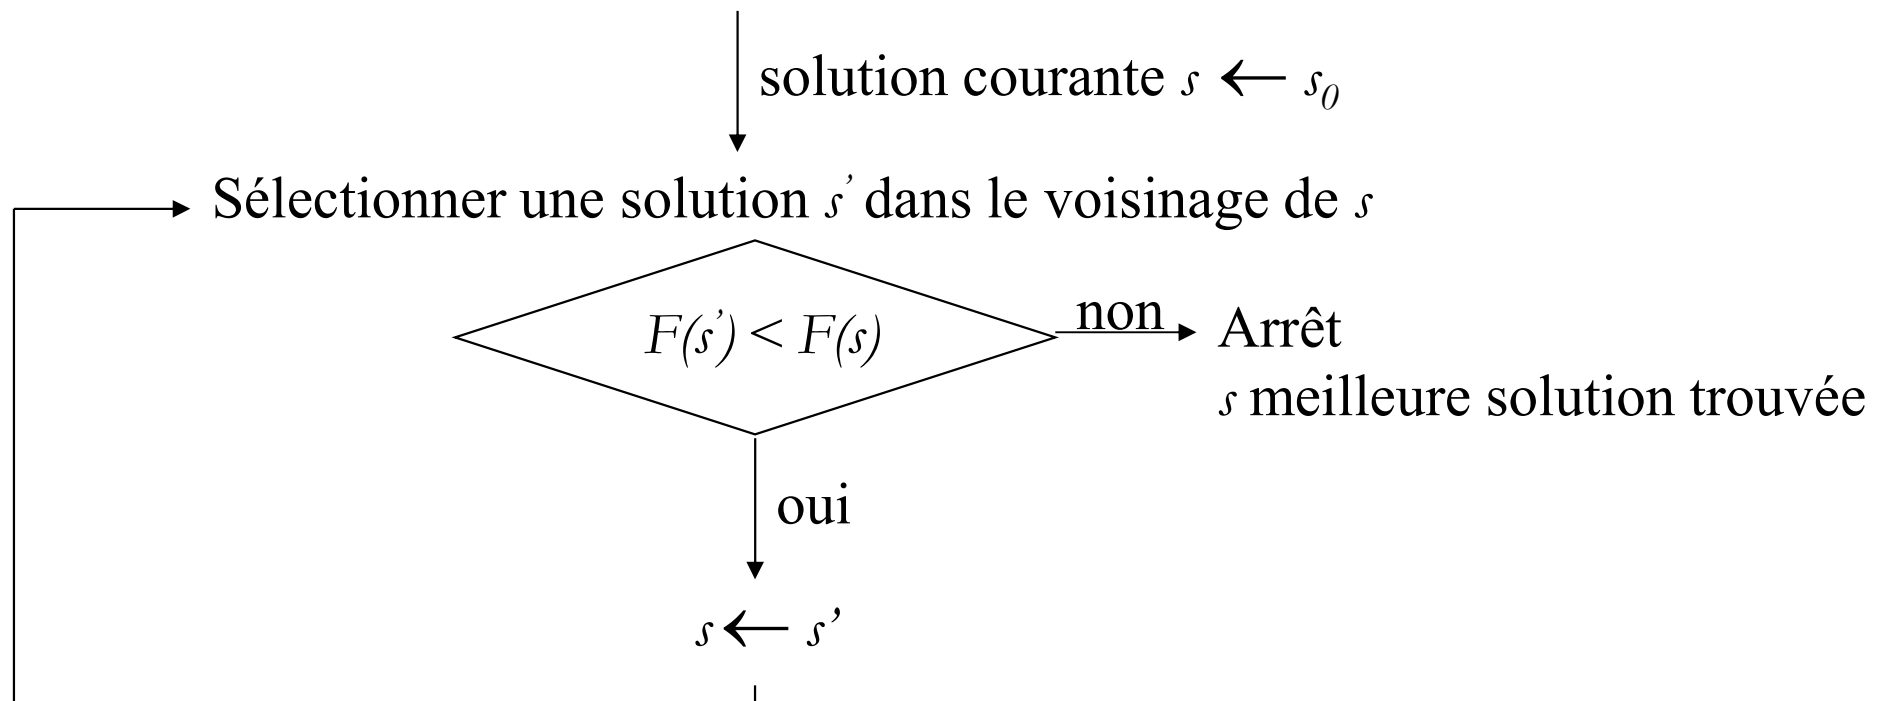 solution courante s ← s0
Sélectionner une solution s’ dans le voisinage de s
F(s’) < F(s)
non
Arrêt
s meilleure solution trouvée
oui
s ← s’